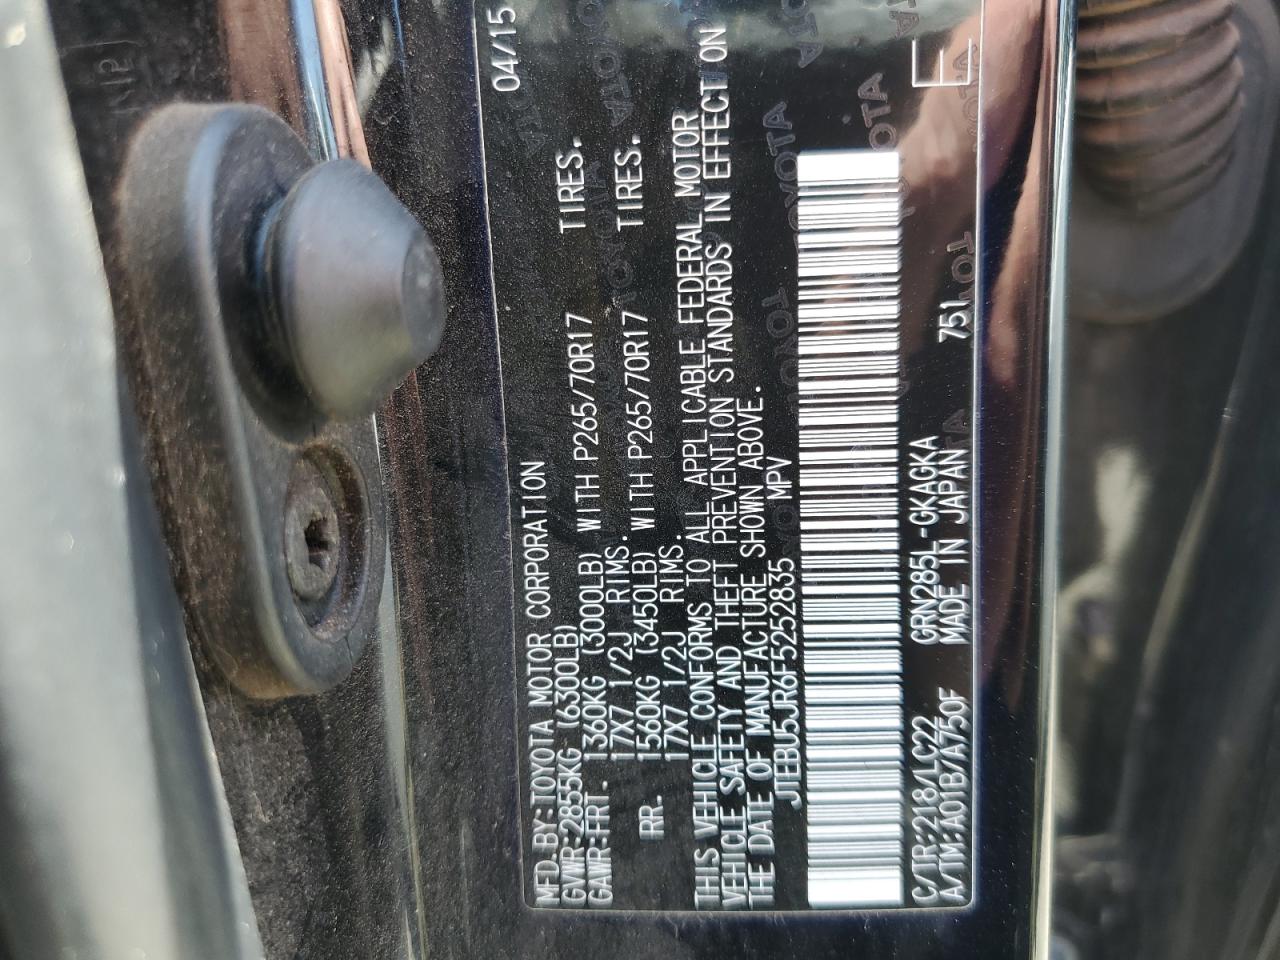 MFD.BY:TOYOTA MOTOR CORPORATION 04/15
GVWR:2855KG (6300LB)
GAWR:FRT. 1360KG (3000LB) WITH P265/70R17 TIRES.
17X7 1/2J RIMS.
RR. 1560KG (3450LB) WITH P265/70R17 TIRES.
17X7 1/2J RIMS.
THIS VEHICLE CONFORMS TO ALL APPLICABLE FEDERAL MOTOR
VEHICLE SAFETY AND THEFT PREVENTION STANDARDS IN EFFECT ON
THE DATE OF MANUFACTURE SHOWN ABOVE.
JTEBU5JR6F5252835 MPV
C/TR:218/LC22 GRN285L-GKAGKA
A/TM:A01B/A750F MADE IN JAPAN 751
E